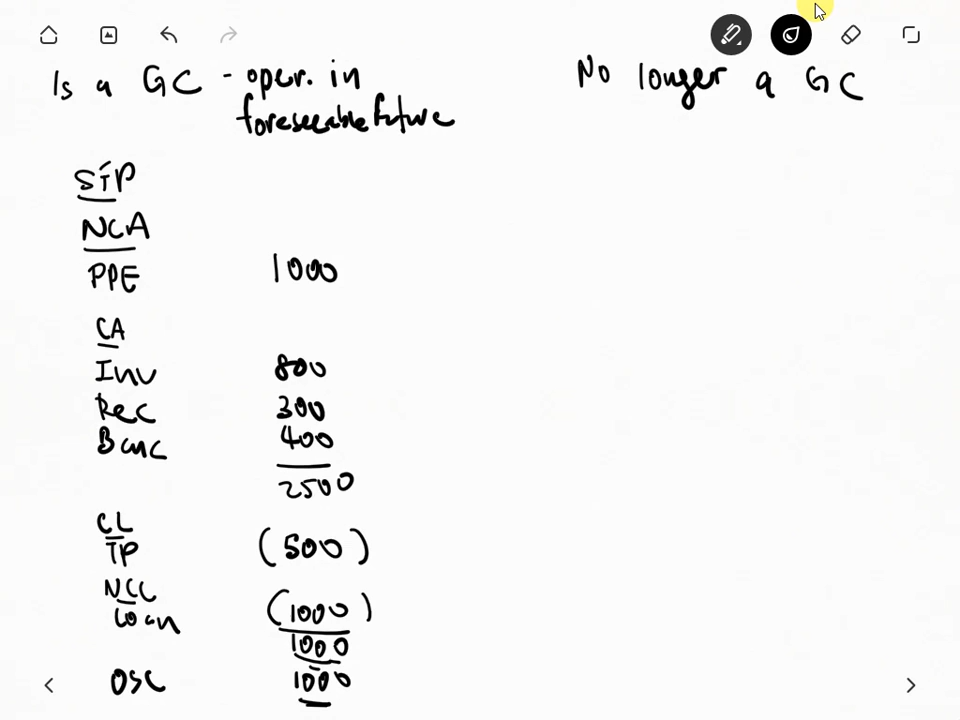 Is a GC - oper. in
foreseeable future
No longer a GC
SFP
NCA
PPE 1000
CA
Inv 800
Rec 300
Banc 400
2500
CL
TP (500)
NCL
Loan (1000)
1000
OSC 1000